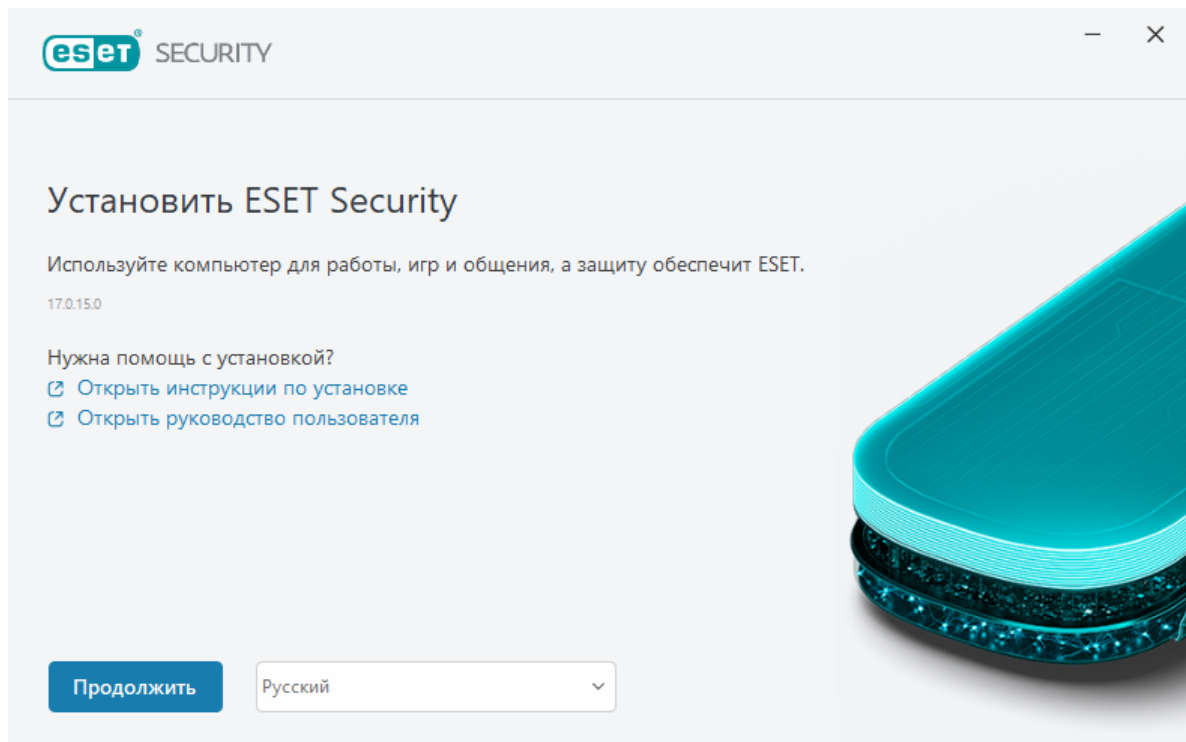 eset® SECURITY
Установить ESET Security
Используйте компьютер для работы, игр и общения, а защиту обеспечит ESET.
17.0.15.0
Нужна помощь с установкой?
Открыть инструкции по установке
Открыть руководство пользователя
Продолжить
Русский